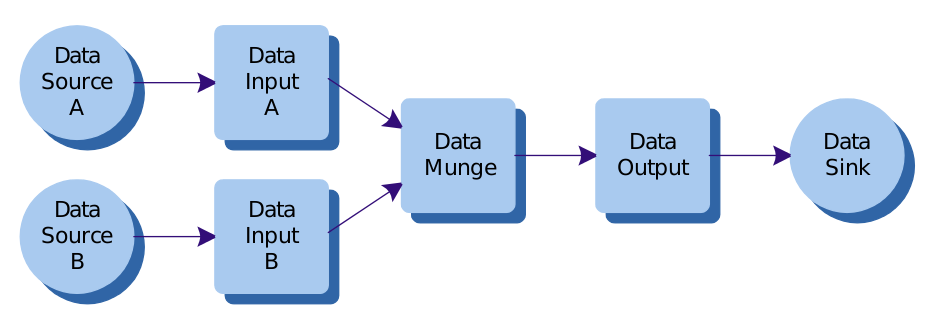 Data
Source
A
Data
Input
A
Data
Munge
Data
Output
Data
Sink
Data
Source
B
Data
Input
B